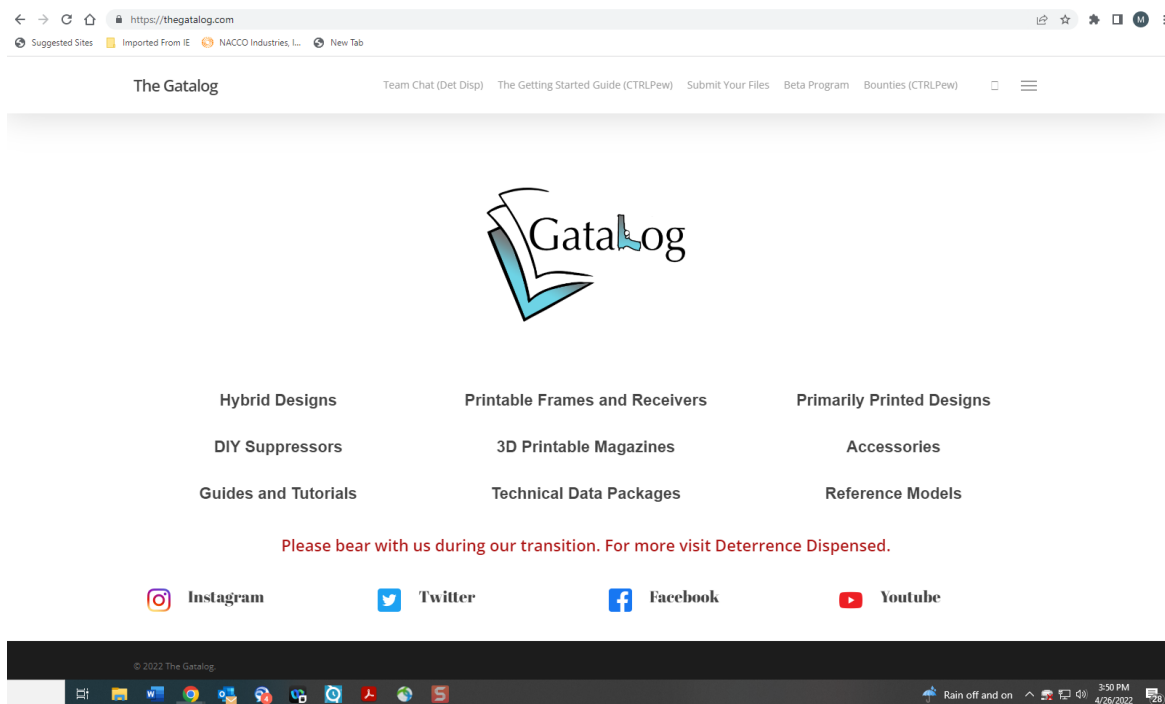 https://thegatalog.com
M
Suggested Sites Imported From IE NACCO Industries, I... New Tab
The Gatalog Team Chat (Det Disp) The Getting Started Guide (CTRLPew) Submit Your Files Beta Program Bounties (CTRLPew)
GataLog
Hybrid Designs Printable Frames and Receivers Primarily Printed Designs
DIY Suppressors 3D Printable Magazines Accessories
Guides and Tutorials Technical Data Packages Reference Models
Please bear with us during our transition. For more visit Deterrence Dispensed.
Instagram Twitter Facebook Youtube
© 2022 The Gatalog.
Rain off and on 3:50 PM
4/26/2022 28